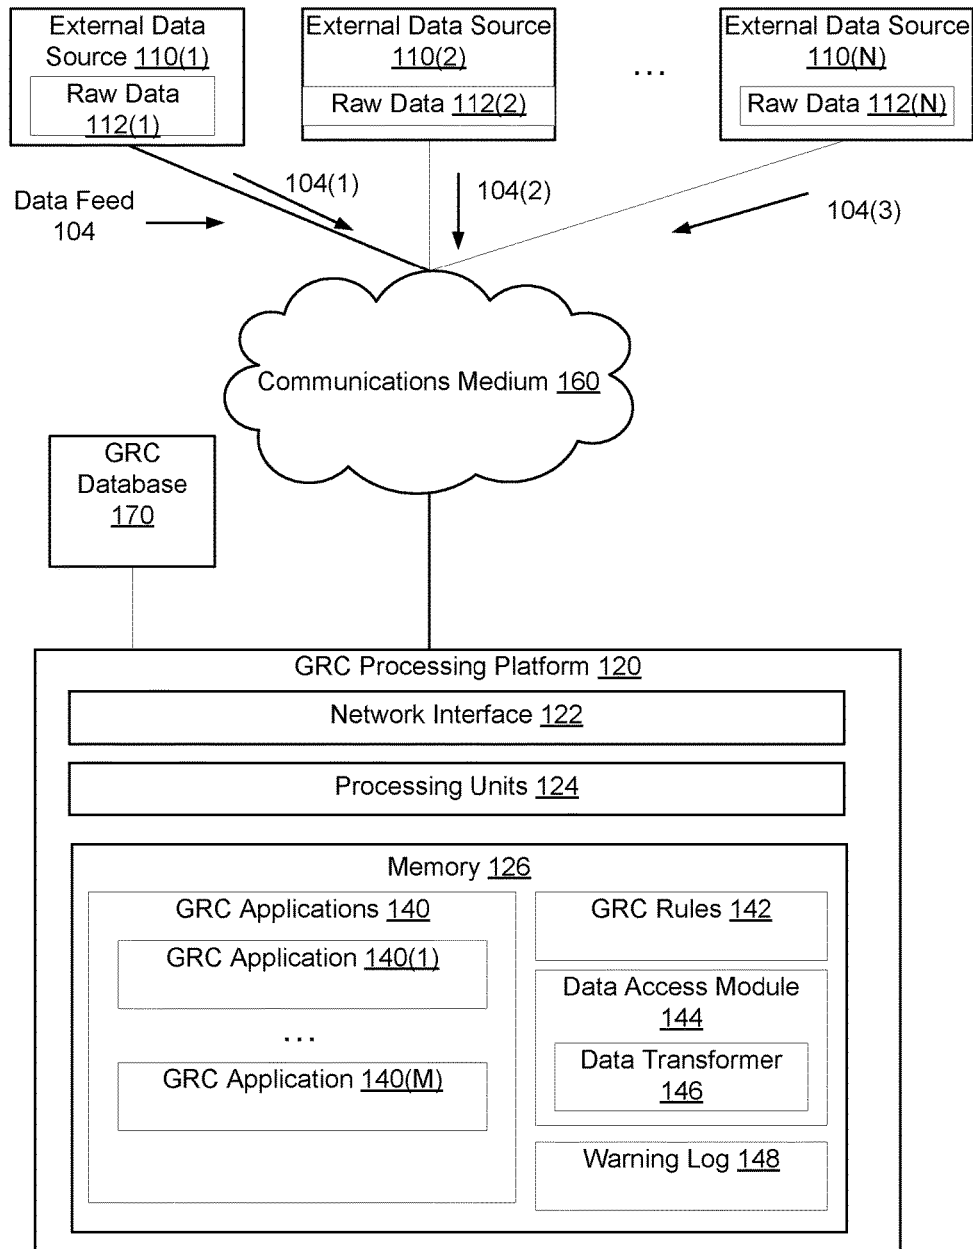 External Data
Source 110(1)
Raw Data
112(1)
External Data Source
110(2)
Raw Data 112(2)
...
External Data Source
110(N)
Raw Data 112(N)
Data Feed
104
104(1)
104(2)
104(3)
Communications Medium 160
GRC
Database
170
GRC Processing Platform 120
Network Interface 122
Processing Units 124
Memory 126
GRC Applications 140
GRC Application 140(1)
...
GRC Application 140(M)
GRC Rules 142
Data Access Module
144
Data Transformer
146
Warning Log 148